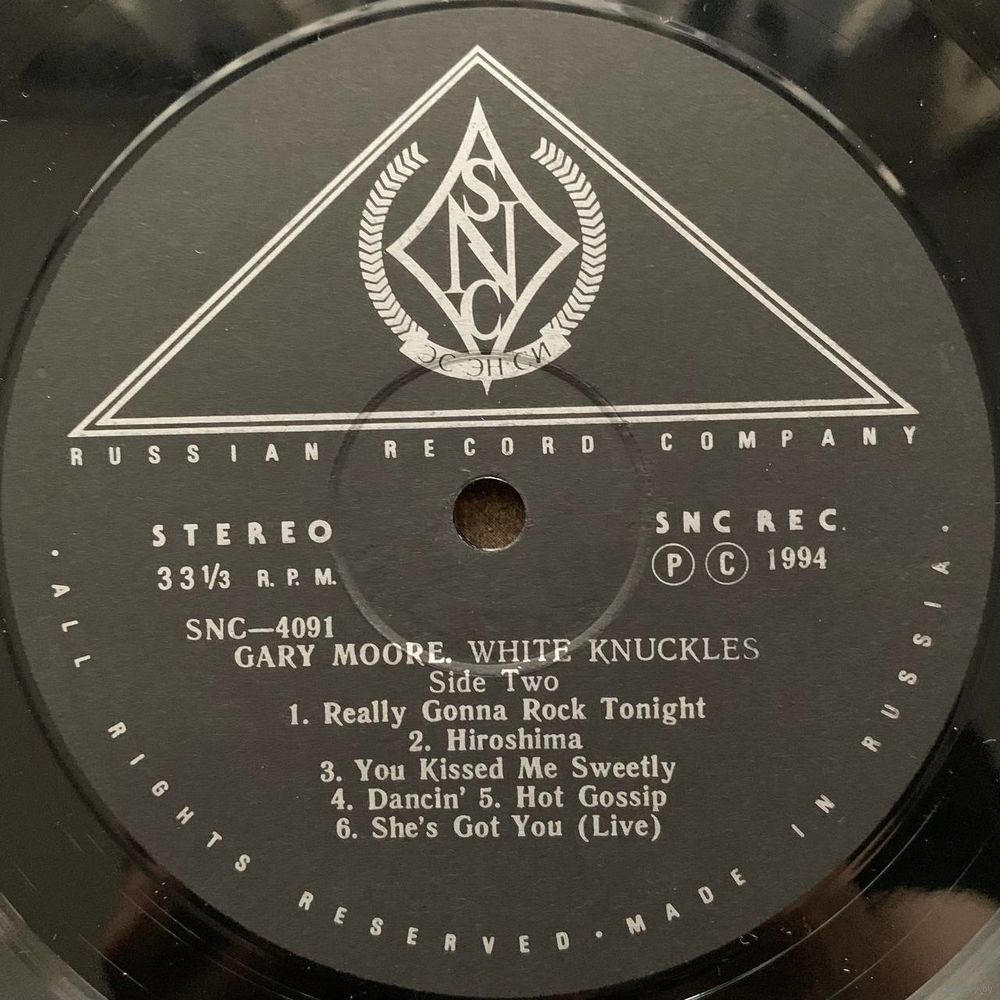 SNC
ЭС·ЭН·СИ
RUSSIAN RECORD COMPANY
STEREO
33 1/3 R. P. M.
SNC REC.
Ⓟ Ⓒ 1994
SNC—4091
GARY MOORE. WHITE KNUCKLES
Side Two
1. Really Gonna Rock Tonight
2. Hiroshima
3. You Kissed Me Sweetly
4. Dancin' 5. Hot Gossip
6. She's Got You (Live)
· ALL RIGHTS RESERVED · MADE IN RUSSIA ·